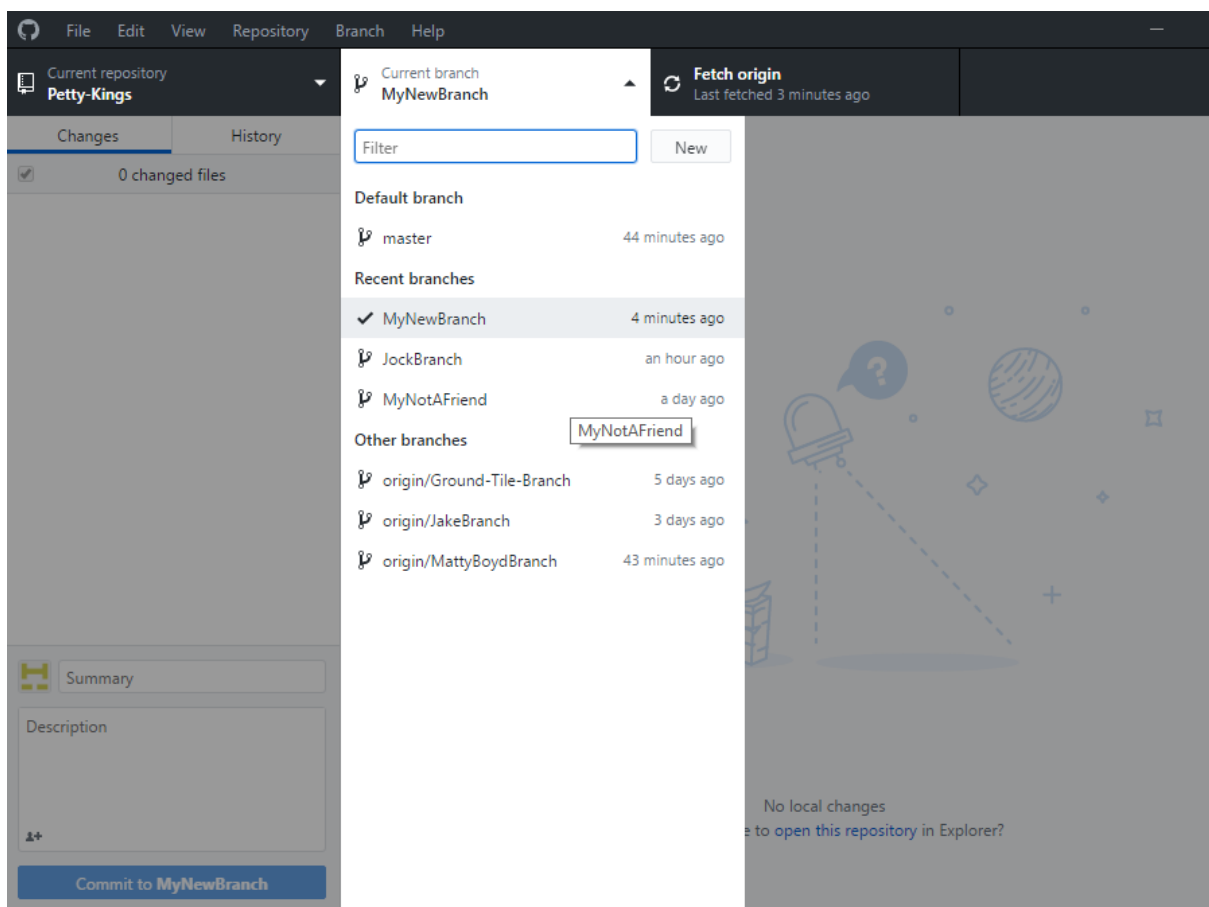 File Edit View Repository Branch Help
Current repository
Petty-Kings
Current branch
MyNewBranch
Fetch origin
Last fetched 3 minutes ago
Changes History
0 changed files
Filter
New
Default branch
master 44 minutes ago
Recent branches
MyNewBranch 4 minutes ago
JockBranch an hour ago
MyNotAFriend a day ago
MyNotAFriend
Other branches
origin/Ground-Tile-Branch 5 days ago
origin/JakeBranch 3 days ago
origin/MattyBoydBranch 43 minutes ago
Summary
Description
Commit to MyNewBranch
?
No local changes
to open this repository in Explorer?